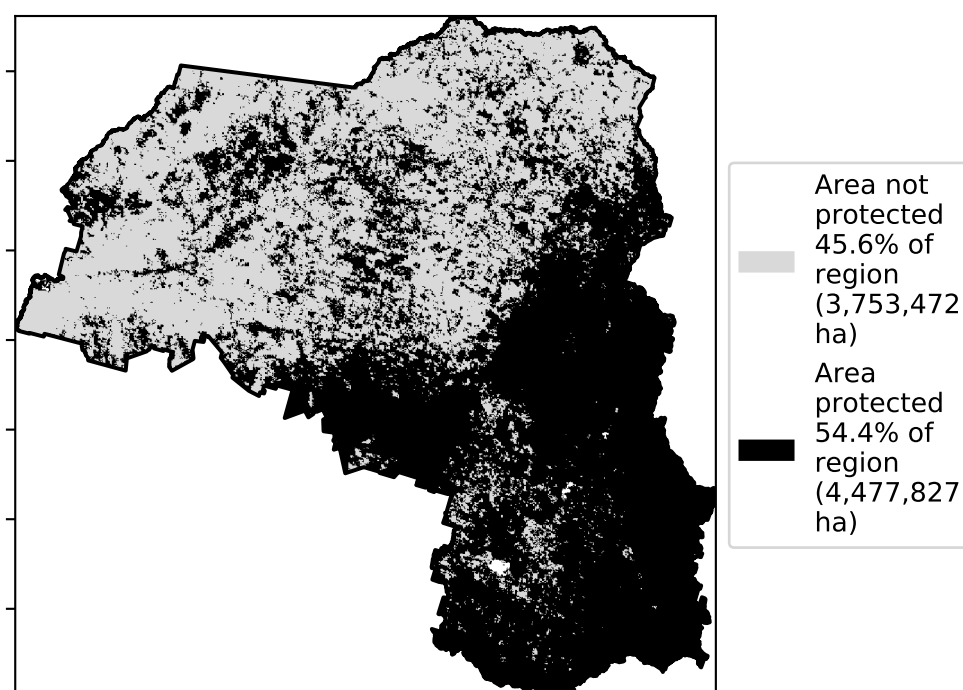 Area not
protected
45.6% of
region
(3,753,472
ha)
Area
protected
54.4% of
region
(4,477,827
ha)